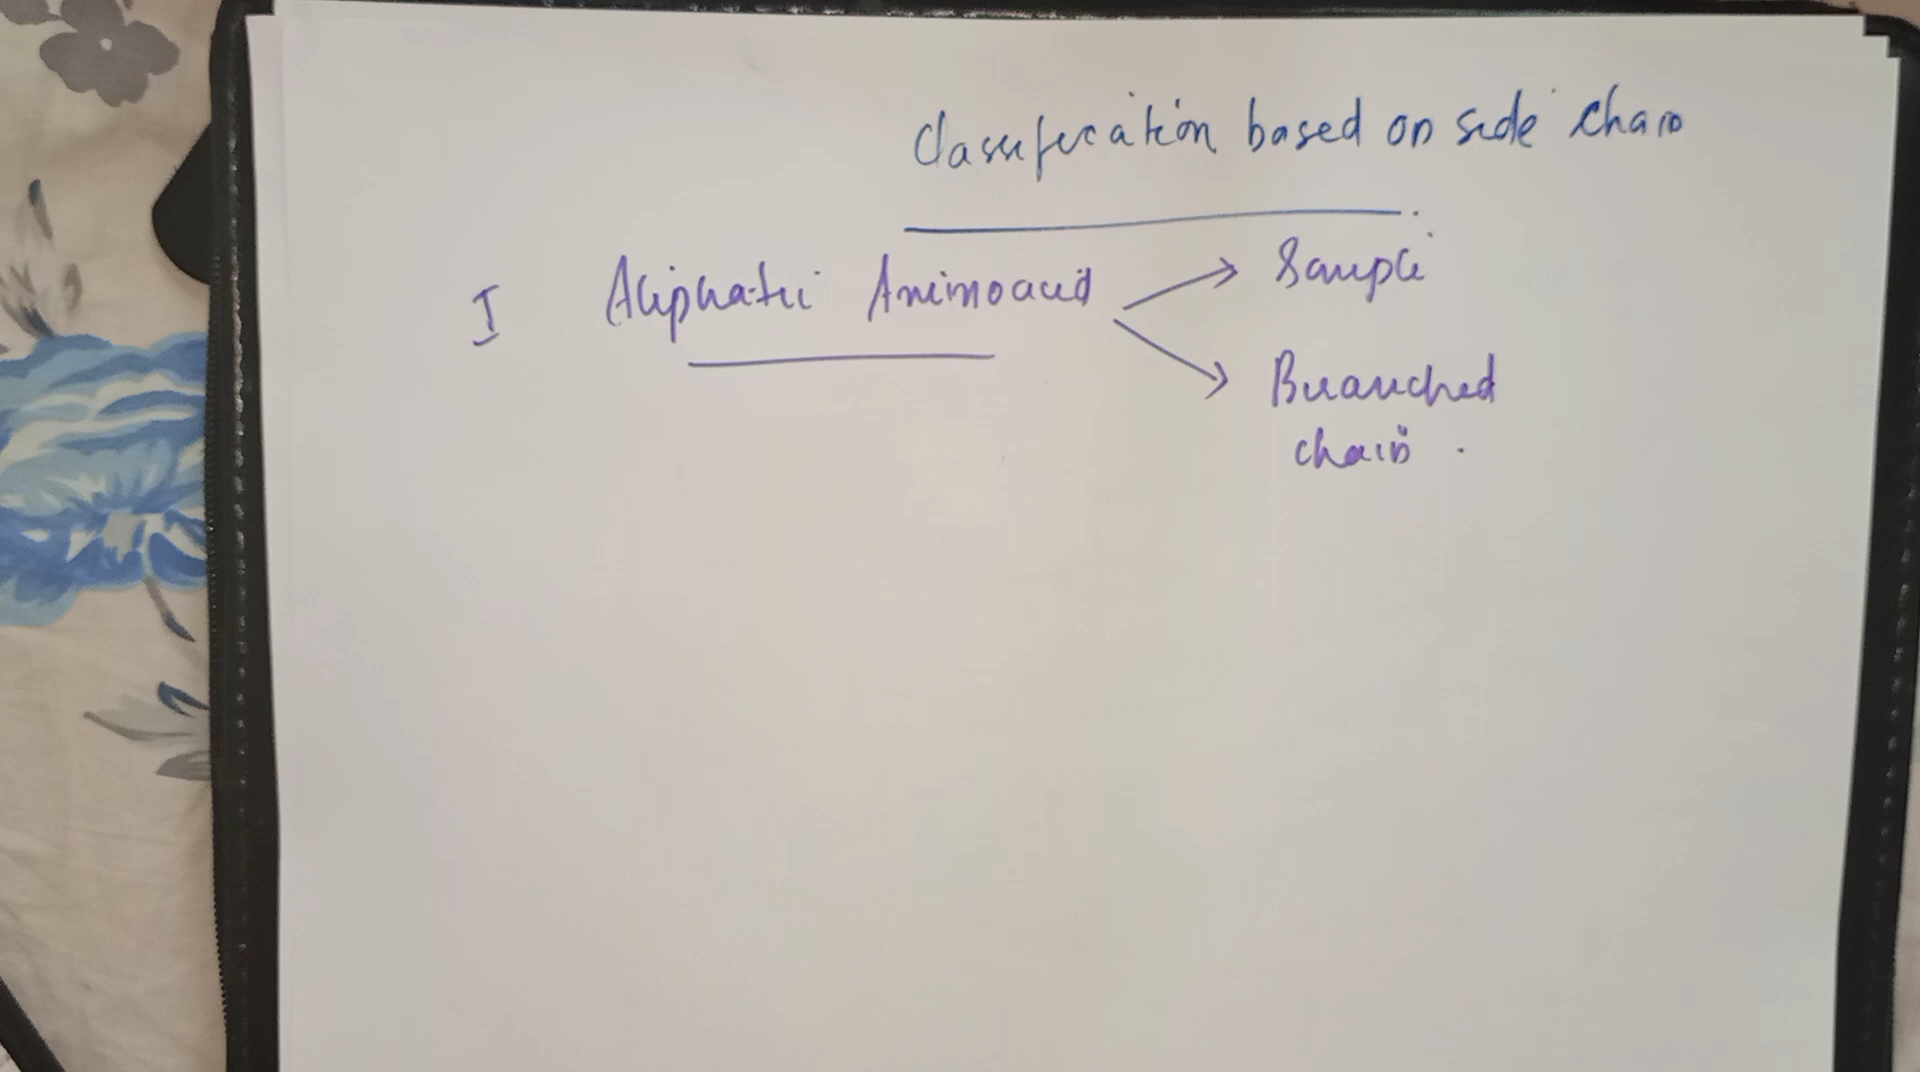 Classification based on side chain
I Aliphatic Aminoacid
Simple
Branched
chain.